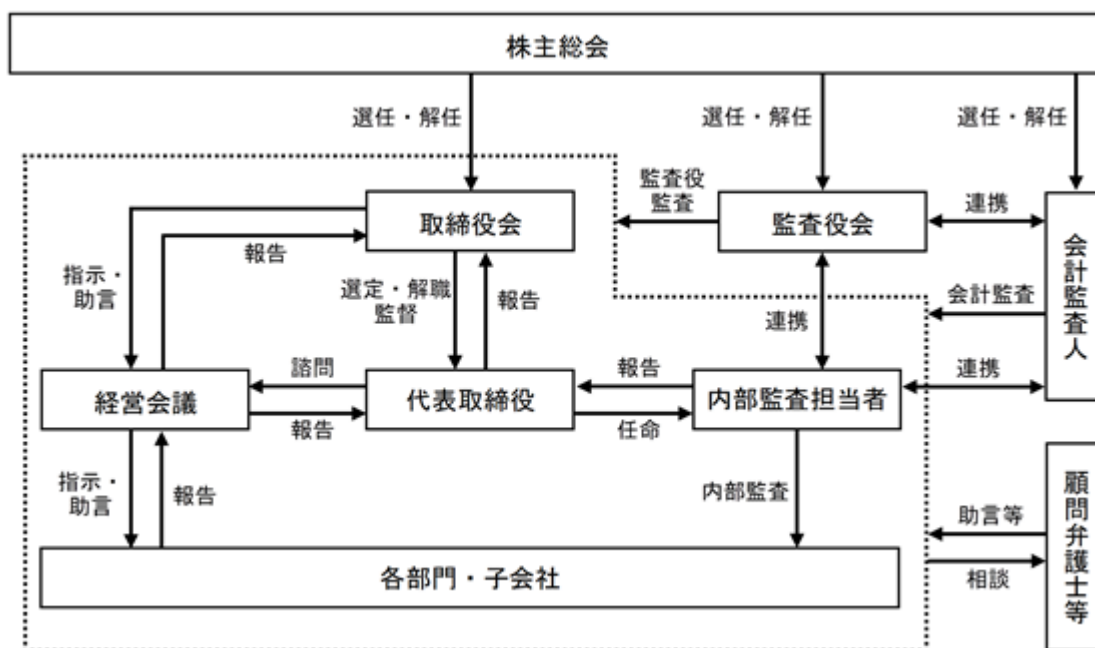 株主総会
選任・解任
選任・解任
選任・解任
監査役
監査
取締役会
監査役会
連携
会計監査人
報告
指示・
助言
選定・解職
監督
報告
連携
会計監査
諮問
報告
連携
経営会議
代表取締役
内部監査担当者
報告
任命
指示・
助言
報告
内部監査
顧問弁護士等
助言等
相談
各部門・子会社